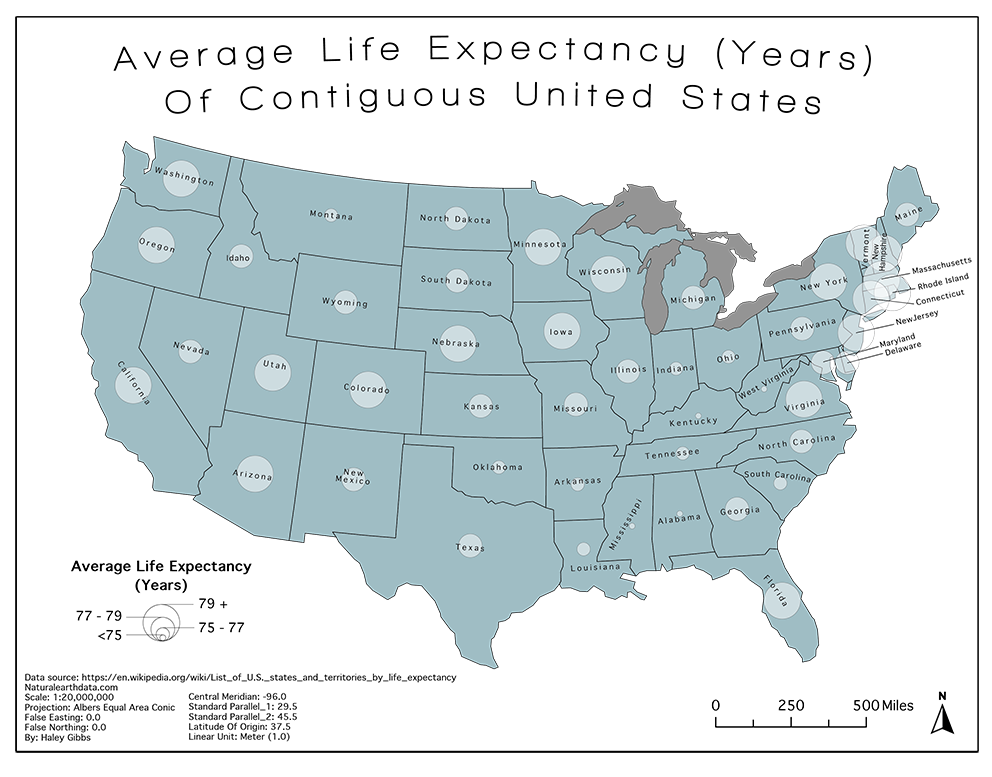 Average Life Expectancy (Years)
Of Contiguous United States
Washington
Montana
North Dakota
Minnesota
Maine
Oregon
Idaho
Wisconsin
Vermont
New
Hampshire
Massachusetts
South Dakota
Michigan
New York
Rhode Island
Connecticut
Wyoming
Nebraska
Iowa
Pennsylvania
NewJersey
Nevada
Utah
Colorado
Illinois
Indiana
Ohio
Maryland
Delaware
California
Kansas
Missouri
West Virginia
Virginia
Kentucky
Arizona
New
Mexico
Oklahoma
Arkansas
Tennessee
North Carolina
South Carolina
Texas
Louisiana
Mississippi
Alabama
Georgia
Florida
Average Life Expectancy
(Years)
79 +
77 - 79
75 - 77
<75
Data source: https://en.wikipedia.org/wiki/List_of_U.S._states_and_territories_by_life_expectancy
Naturalearthdata.com
Scale: 1:20,000,000
Projection: Albers Equal Area Conic
False Easting: 0.0
False Northing: 0.0
By: Haley Gibbs
Central Meridian: -96.0
Standard Parallel_1: 29.5
Standard Parallel_2: 45.5
Latitude Of Origin: 37.5
Linear Unit: Meter (1.0)
0 250 500 Miles
N